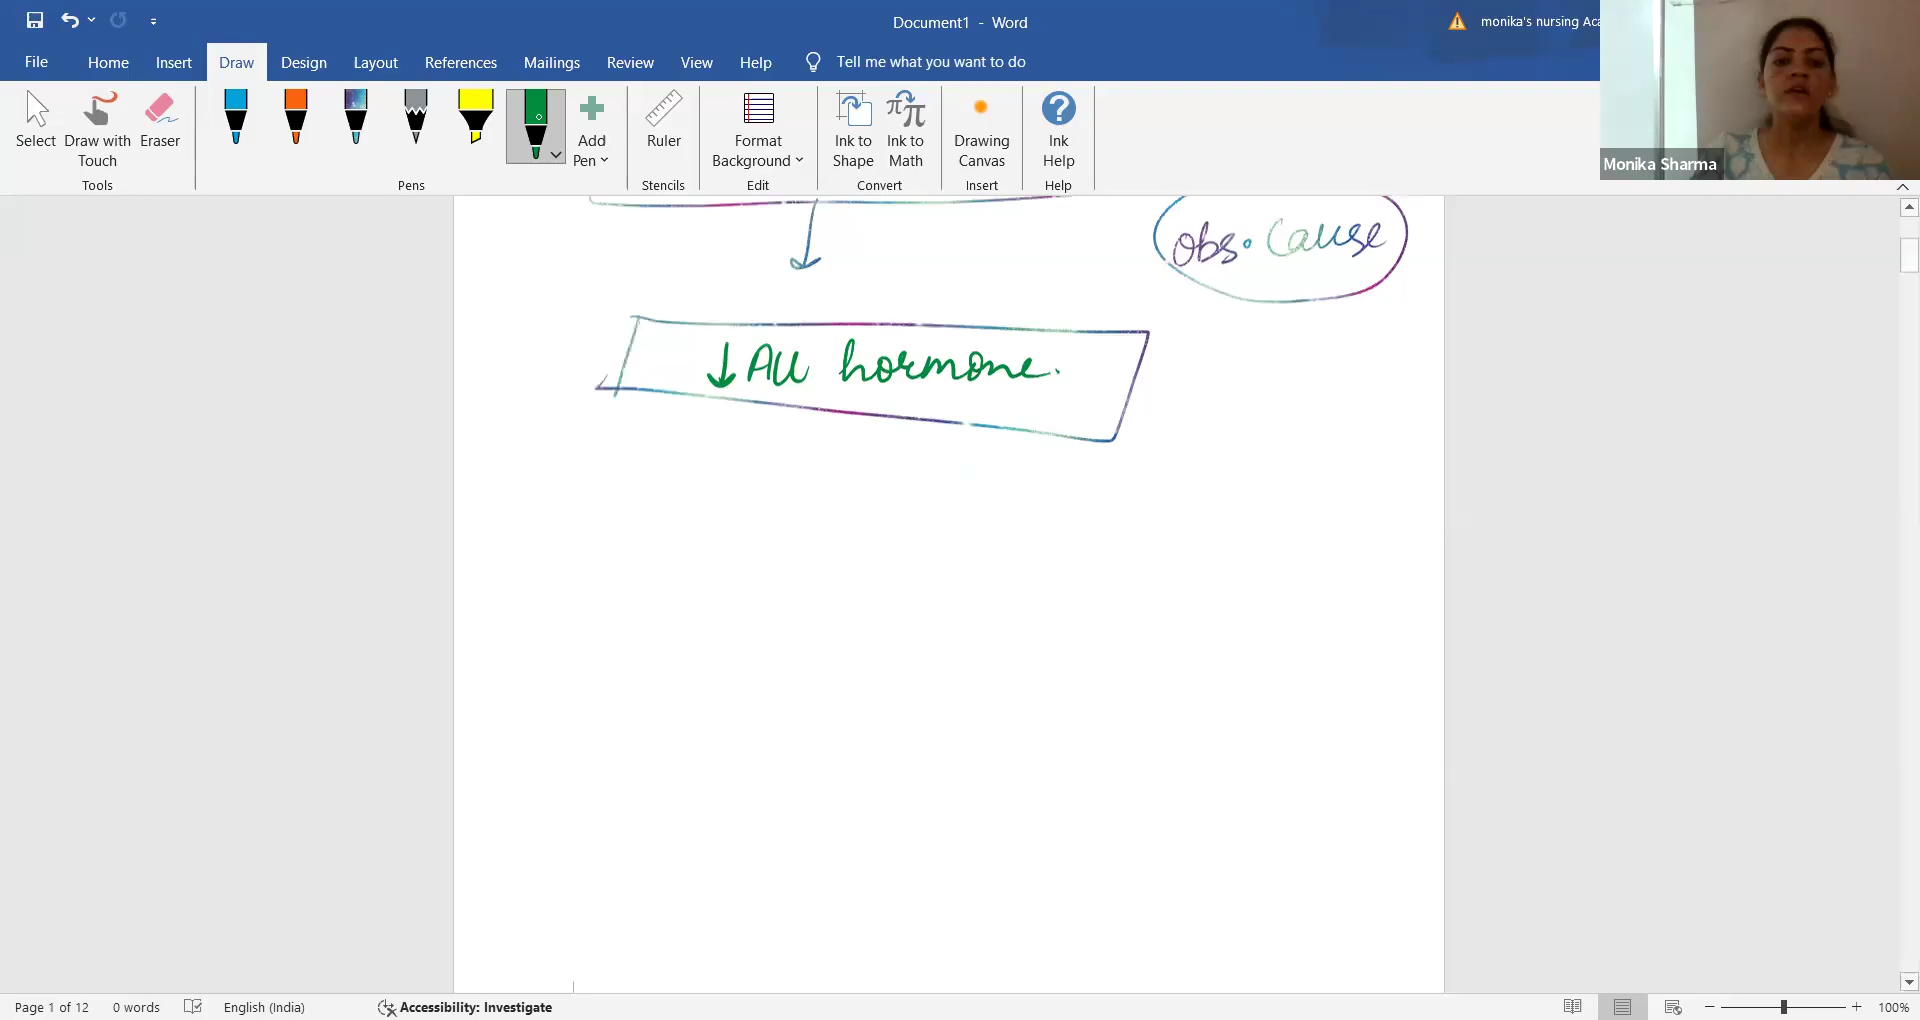 Document1 - Word
monika's nursing Aca
File Home Insert Draw Design Layout References Mailings Review View Help Tell me what you want to do
Select
Draw with Touch
Eraser
Add Pen
Ruler
Format Background
Ink to Shape
Ink to Math
Drawing Canvas
Ink Help
Tools Pens Stencils Edit Convert Insert Help
Monika Sharma
Obs. Cause
↓ All hormone.
Page 1 of 12 0 words English (India) Accessibility: Investigate 100%